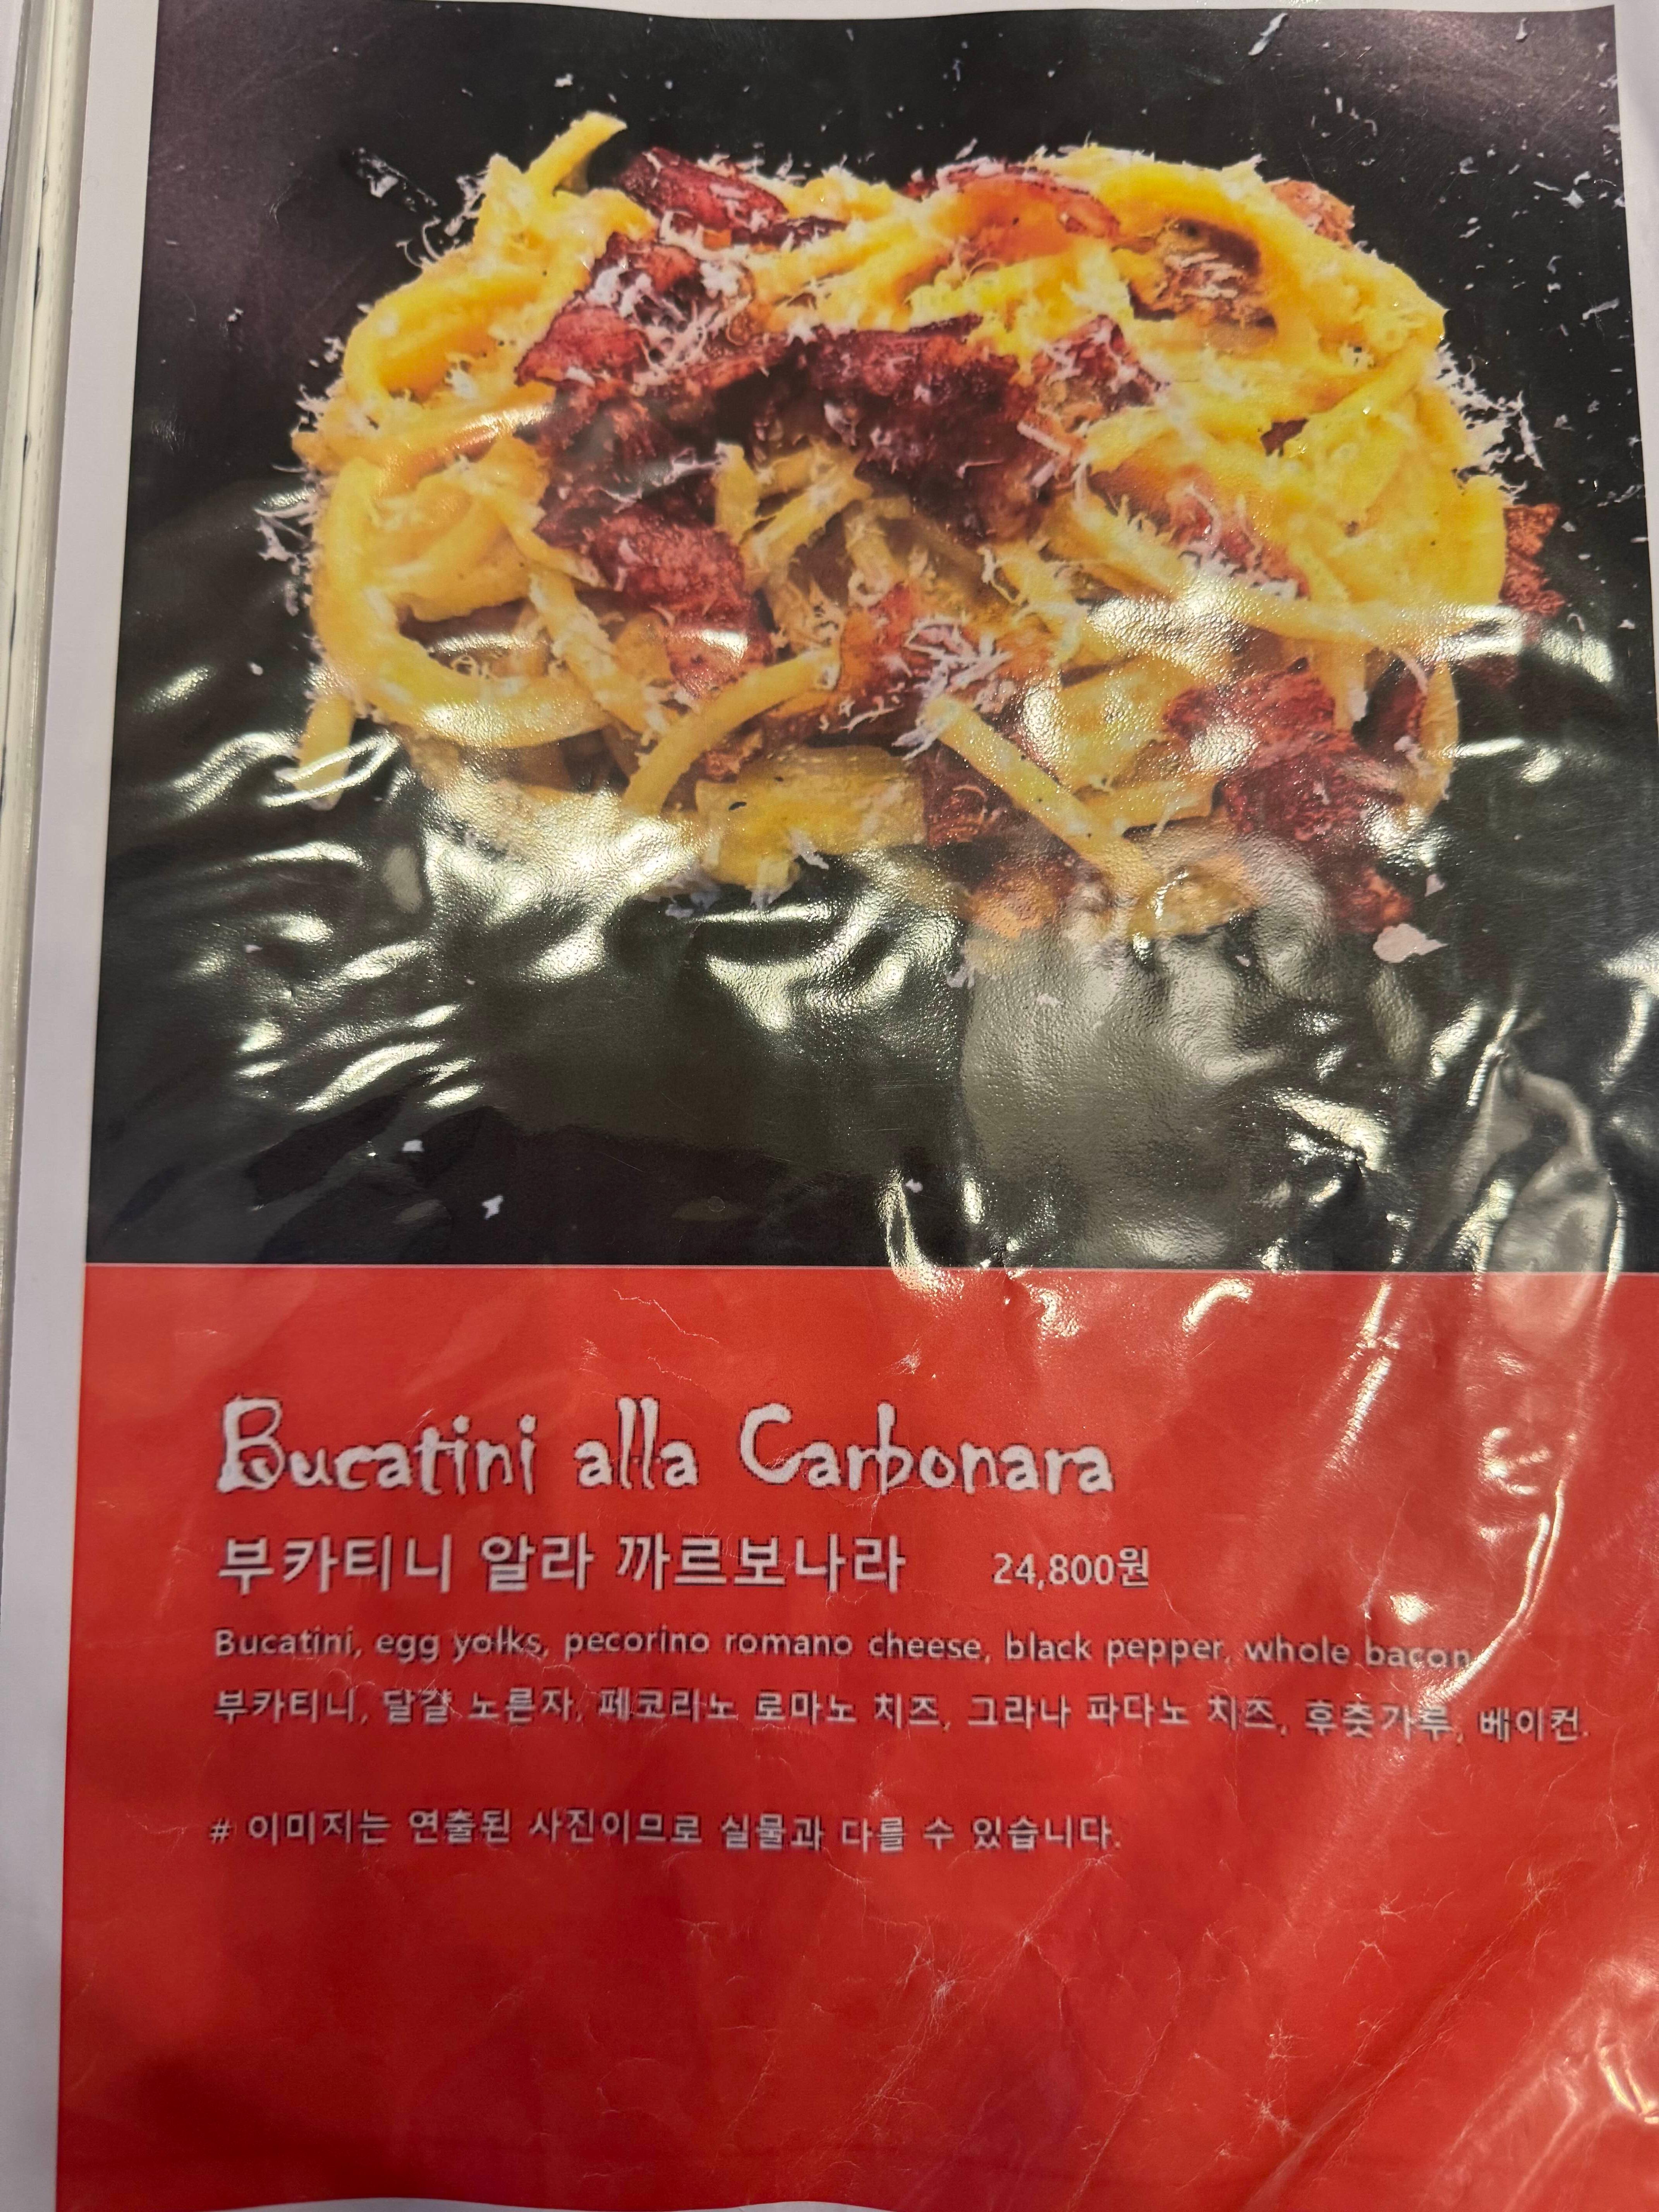 Bucatini alla Carbonara
부카티니 알라 까르보나라 24,800원
Bucatini, egg yolks, pecorino romano cheese, black pepper, whole bacon
부카티니, 달걀 노른자, 페코리노 로마노 치즈, 그라나 파다노 치즈, 후춧가루, 베이컨.
# 이미지는 연출된 사진이므로 실물과 다를 수 있습니다.